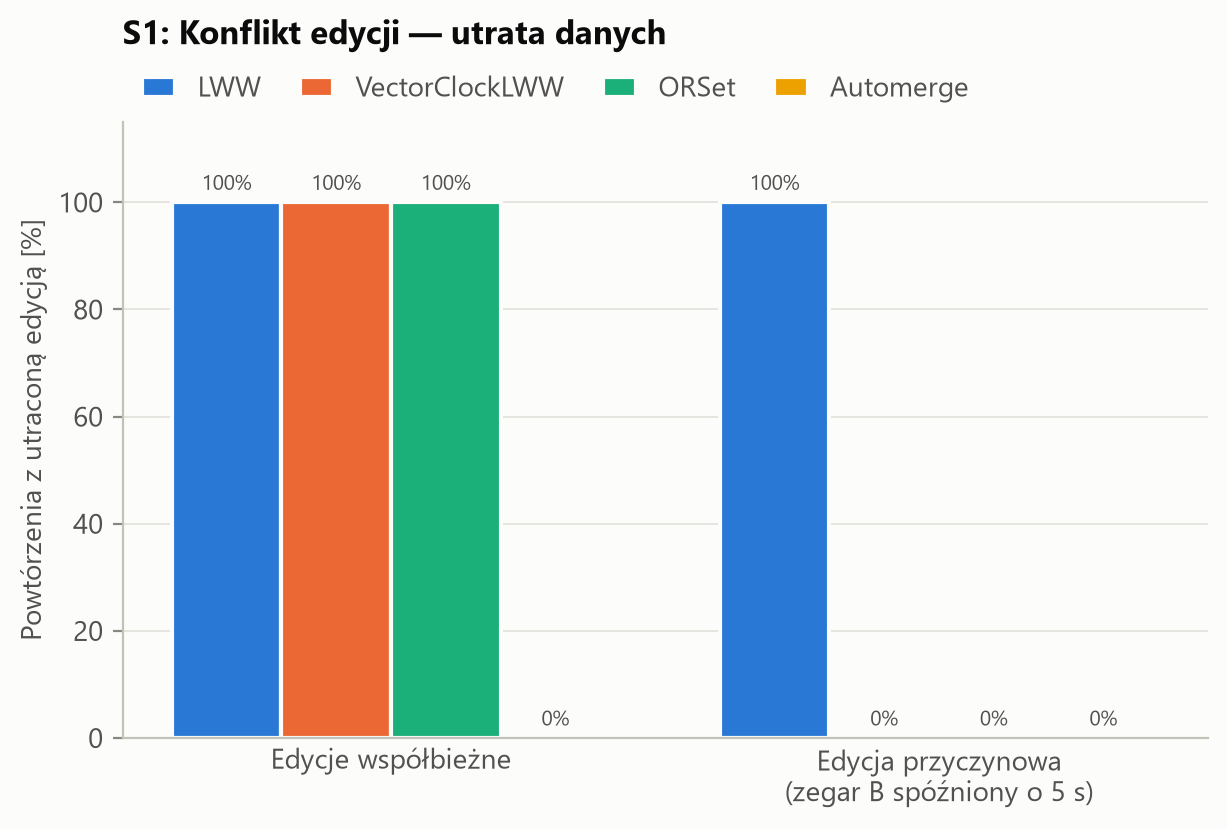 S1: Konflikt edycji — utrata danych
LWW VectorClockLWW ORSet Automerge
Powtórzenia z utraconą edycją [%]
100
80
60
40
20
0
100% 100% 100% 0%
100% 0% 0% 0%
Edycje współbieżne
Edycja przyczynowa
(zegar B spóźniony o 5 s)